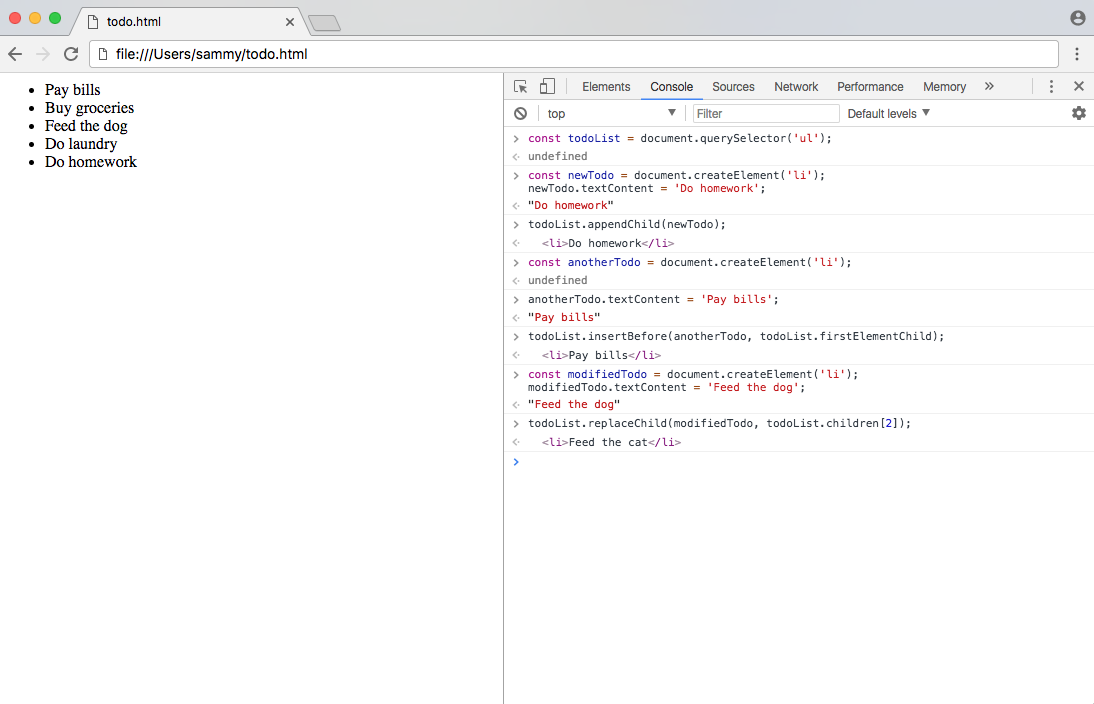 todo.html
file:///Users/sammy/todo.html
Pay bills
Buy groceries
Feed the dog
Do laundry
Do homework
Elements Console Sources Network Performance Memory »
top Filter Default levels
const todoList = document.querySelector('ul');
undefined
const newTodo = document.createElement('li');
newTodo.textContent = 'Do homework';
"Do homework"
todoList.appendChild(newTodo);
<li>Do homework</li>
const anotherTodo = document.createElement('li');
undefined
anotherTodo.textContent = 'Pay bills';
"Pay bills"
todoList.insertBefore(anotherTodo, todoList.firstElementChild);
<li>Pay bills</li>
const modifiedTodo = document.createElement('li');
modifiedTodo.textContent = 'Feed the dog';
"Feed the dog"
todoList.replaceChild(modifiedTodo, todoList.children[2]);
<li>Feed the cat</li>